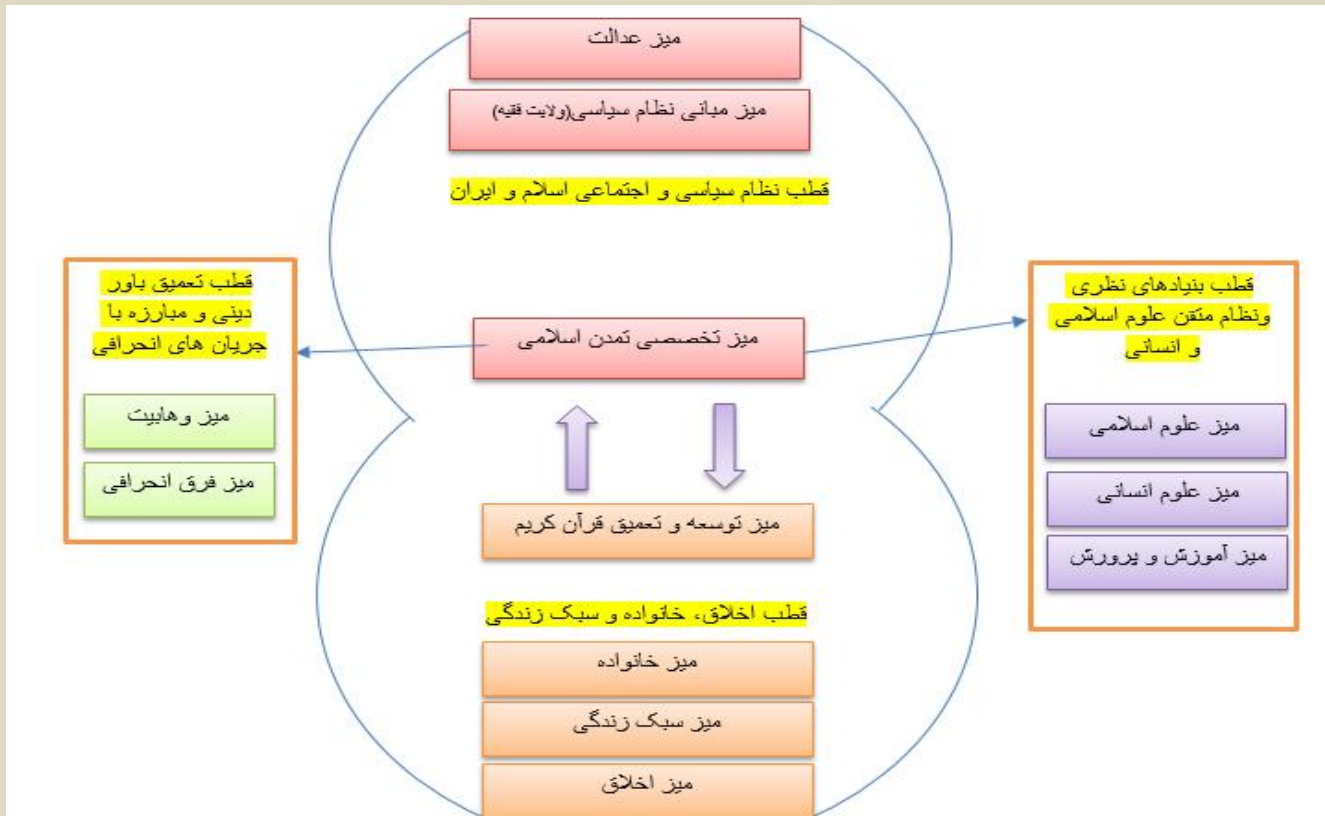 میز عدالت
میز مبانی نظام سیاسی(ولایت فقیه)
قطب نظام سیاسی و اجتماعی اسلام و ایران
قطب بنیادهای نظری
ونظام متقن علوم اسلامی
و انسانی
میز علوم اسلامی
میز علوم انسانی
میز آموزش و پرورش
میز تخصصی تمدن اسلامی
قطب تعمیق باور
دینی و مبارزه با
جریان های انحرافی
میز وهابیت
میز فرق انحرافی
میز توسعه و تعمیق قرآن کریم
قطب اخلاق، خانواده و سبک زندگی
میز خانواده
میز سبک زندگی
میز اخلاق